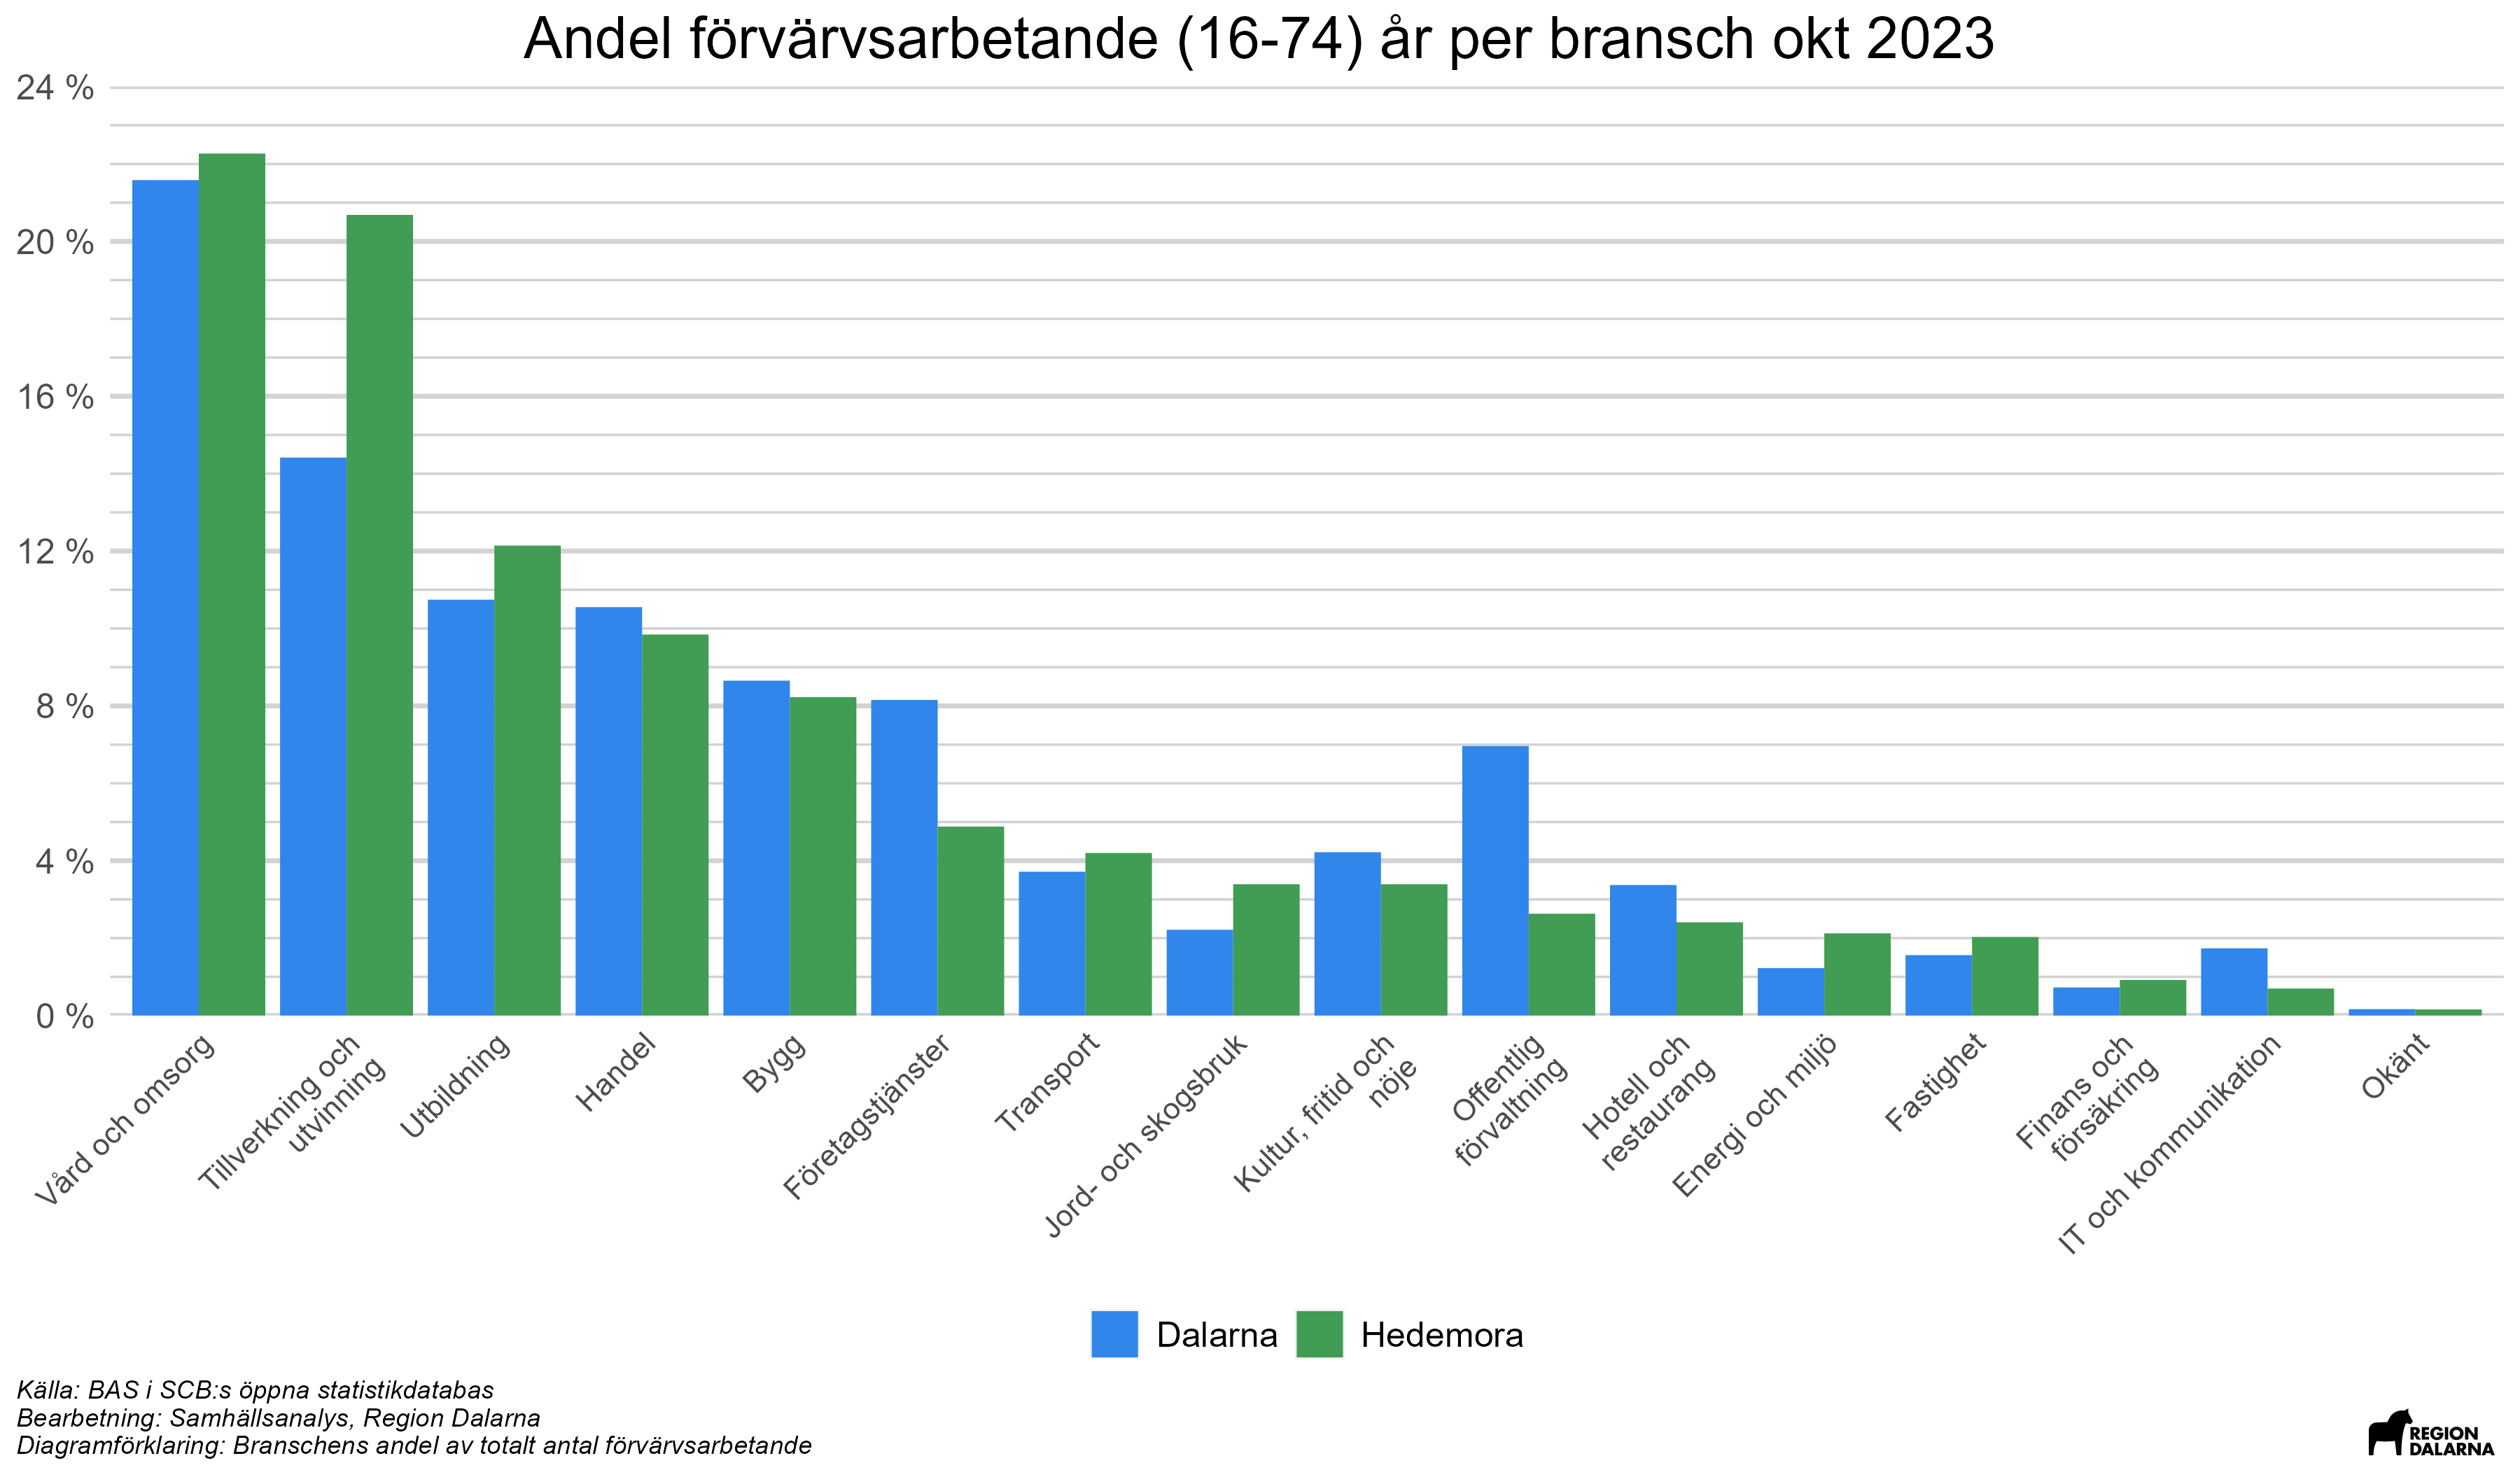 Andel förvärvsarbetande (16-74) år per bransch okt 2023
24 %
20 %
16 %
12 %
8 %
4 %
0 %
Vård och omsorg
Tillverkning och
utvinning
Utbildning
Handel
Bygg
Företagstjänster
Transport
Jord- och skogsbruk
Kultur, fritid och
nöje
Offentlig
förvaltning
Hotell och
restaurang
Energi och miljö
Fastighet
Finans och
försäkring
IT och kommunikation
Okänt
Dalarna
Hedemora
Källa: BAS i SCB:s öppna statistikdatabas
Bearbetning: Samhällsanalys, Region Dalarna
Diagramförklaring: Branschens andel av totalt antal förvärvsarbetande
REGION
DALARNA